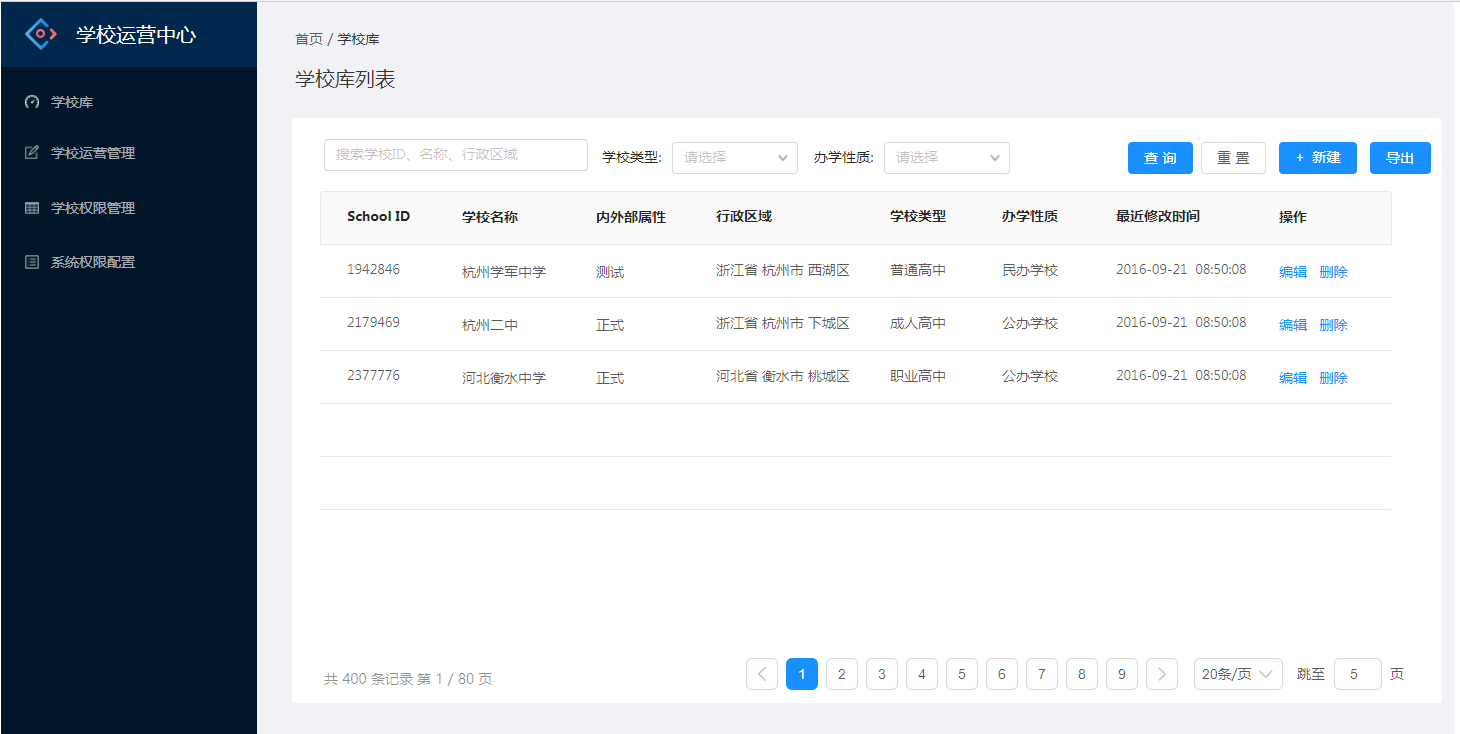 学校运营中心
学校库
学校运营管理
学校权限管理
系统权限配置
首页 / 学校库
学校库列表
搜索学校ID、名称、行政区域 学校类型: 请选择 办学性质: 请选择 查 询 重 置 + 新建 导出
School ID 学校名称 内外部属性 行政区域 学校类型 办学性质 最近修改时间 操作
1942846 杭州学军中学 测试 浙江省 杭州市 西湖区 普通高中 民办学校 2016-09-21 08:50:08 编辑 删除
2179469 杭州二中 正式 浙江省 杭州市 下城区 成人高中 公办学校 2016-09-21 08:50:08 编辑 删除
2377776 河北衡水中学 正式 河北省 衡水市 桃城区 职业高中 公办学校 2016-09-21 08:50:08 编辑 删除
共 400 条记录 第 1 / 80 页 1 2 3 4 5 6 7 8 9 20条/页 跳至 5 页